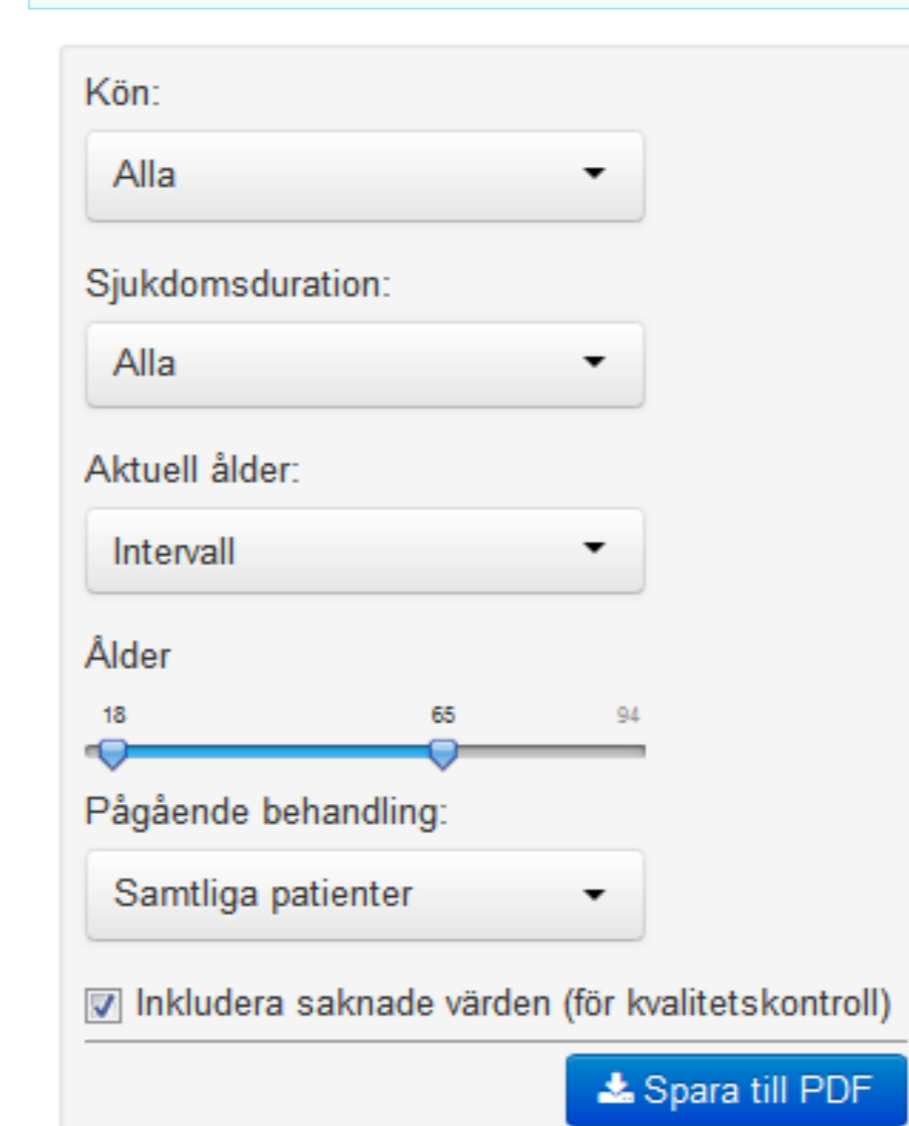 Kön:
Alla
Sjukdomsduration:
Alla
Aktuell ålder:
Intervall
Ålder
18 65 94
Pågående behandling:
Samtliga patienter
Inkludera saknade värden (för kvalitetskontroll)
Spara till PDF